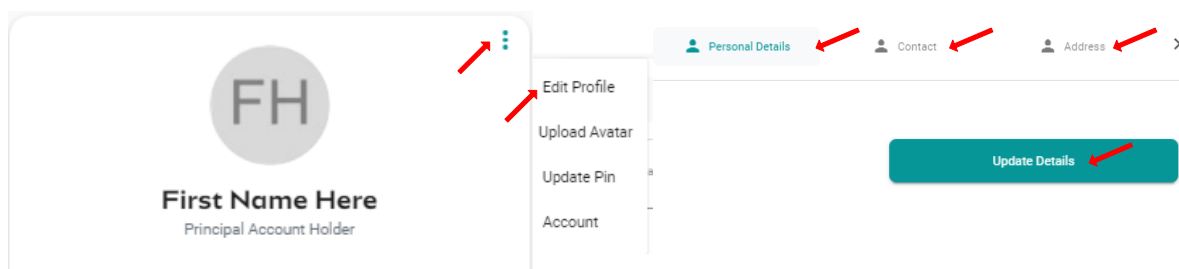 FH
First Name Here
Principal Account Holder
Edit Profile
Upload Avatar
Update Pin
Account
Personal Details
Contact
Address
Update Details